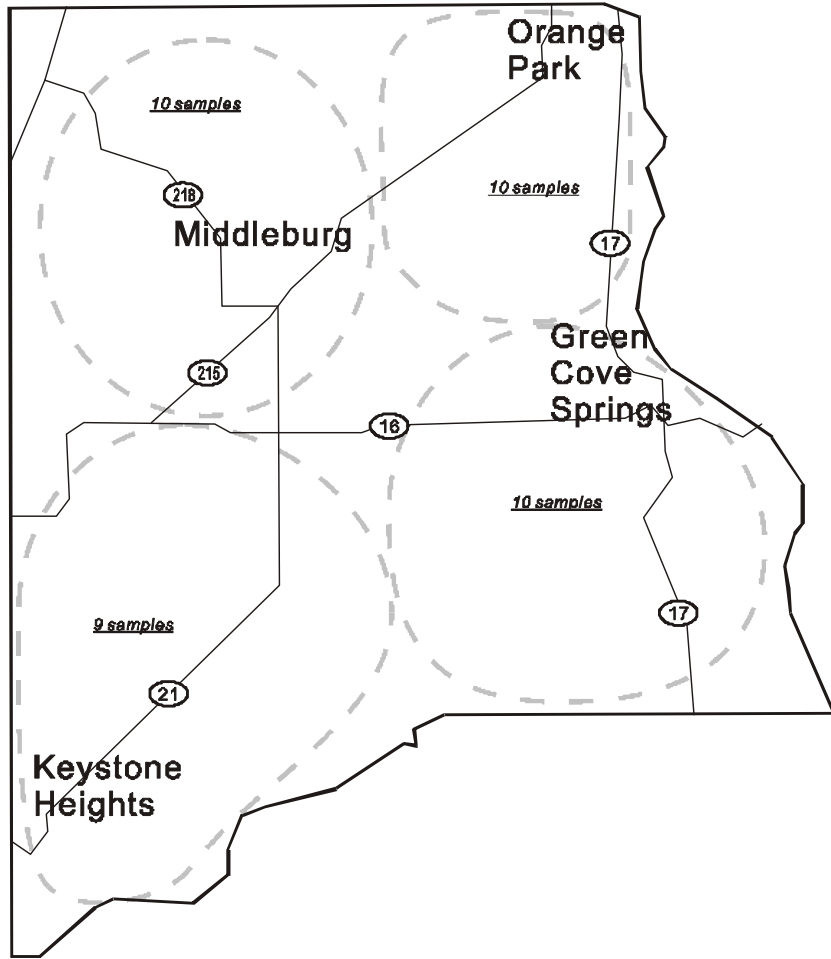 Orange
Park
10 samples
10 samples
218
Middleburg
17
Green
Cove
Springs
215
16
10 samples
17
9 samples
21
Keystone
Heights